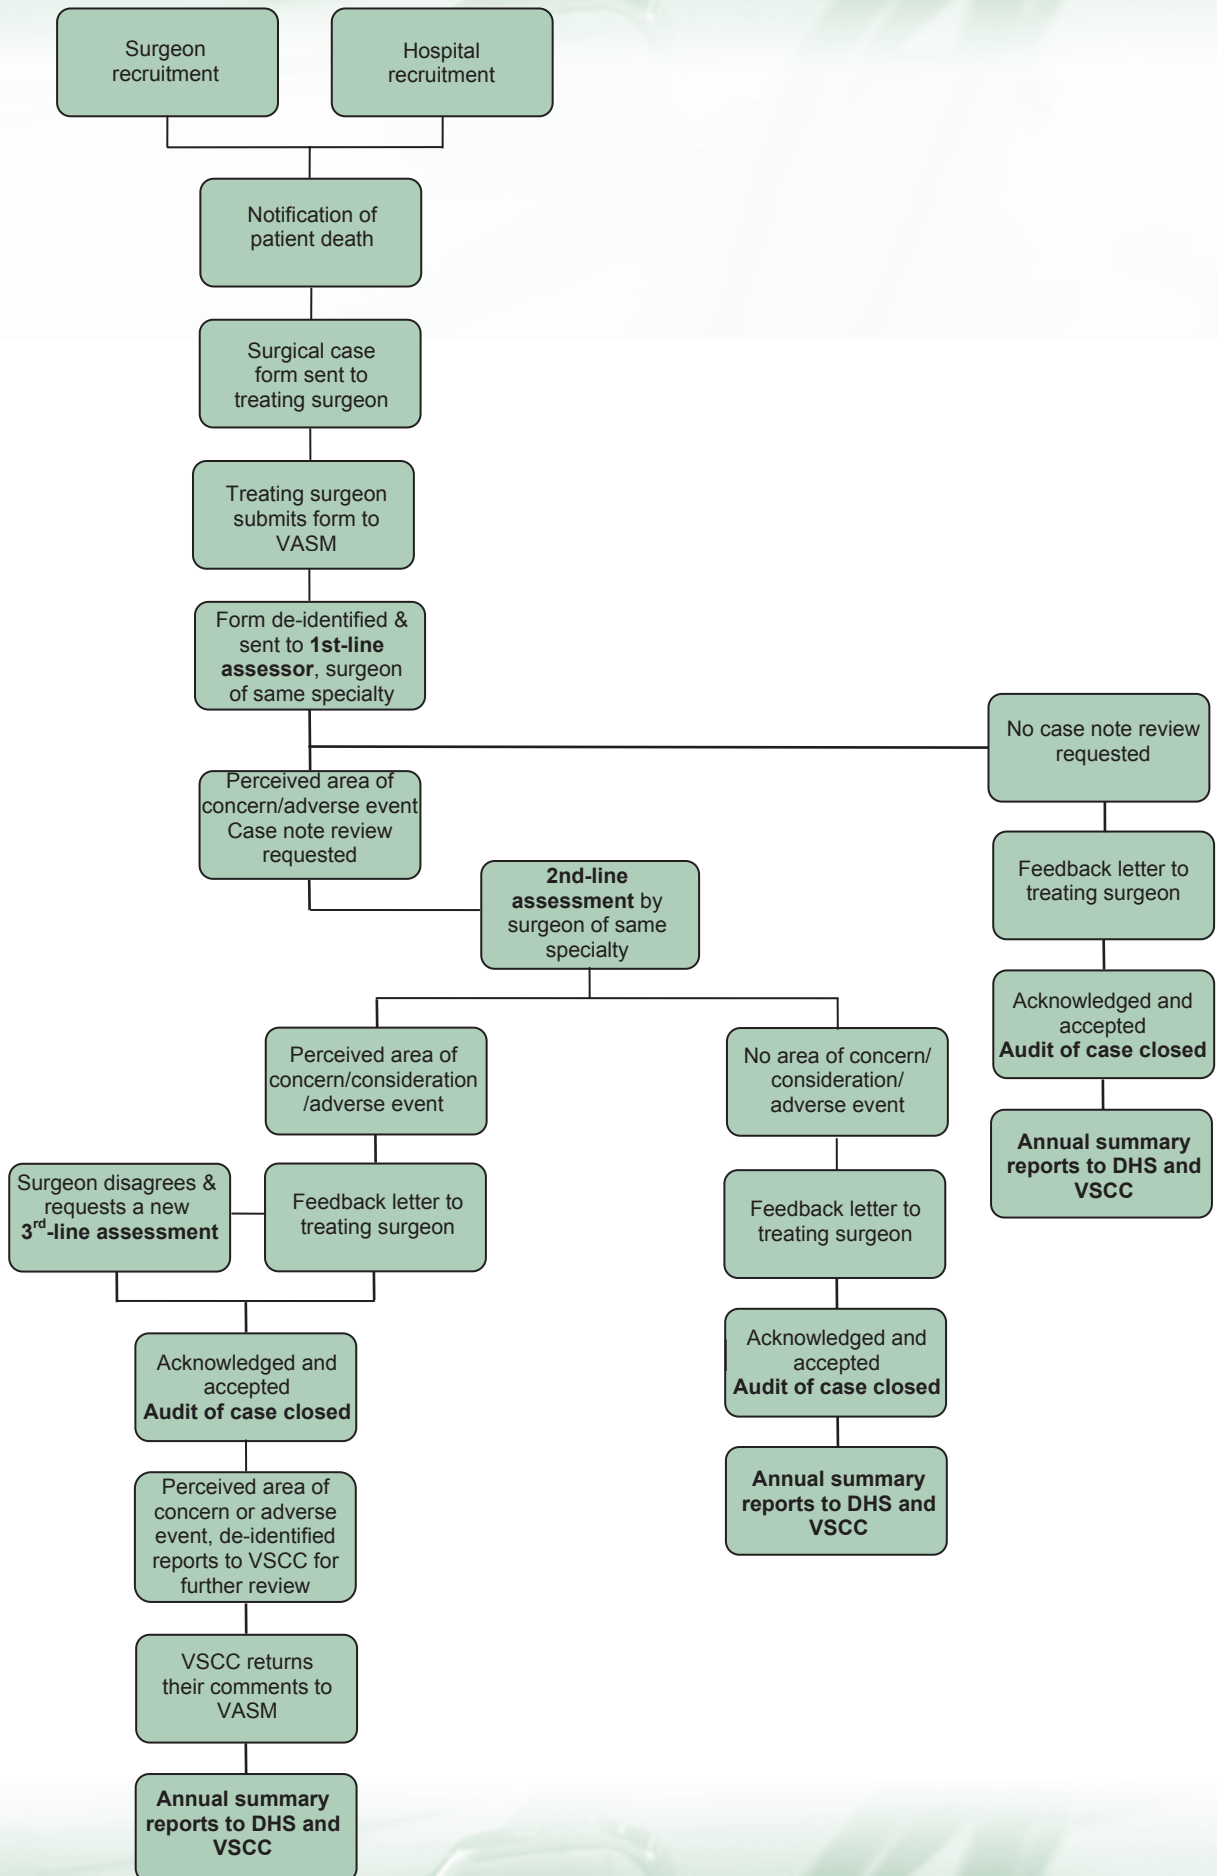 Surgeon
recruitment
Hospital
recruitment
Notification of
patient death
Surgical case
form sent to
treating surgeon
Treating surgeon
submits form to
VASM
Form de-identified &
sent to 1st-line
assessor, surgeon
of same specialty
No case note review
requested
Perceived area of
concern/adverse event
Case note review
requested
Feedback letter to
treating surgeon
2nd-line
assessment by
surgeon of same
specialty
Acknowledged and
accepted
Audit of case closed
Perceived area of
concern/consideration
/adverse event
No area of concern/
consideration/
adverse event
Annual summary
reports to DHS and
VSCC
Surgeon disagrees &
requests a new
3rd-line assessment
Feedback letter to
treating surgeon
Feedback letter to
treating surgeon
Acknowledged and
accepted
Audit of case closed
Acknowledged and
accepted
Audit of case closed
Perceived area of
concern or adverse
event, de-identified
reports to VSCC for
further review
Annual summary
reports to DHS and
VSCC
VSCC returns
their comments to
VASM
Annual summary
reports to DHS and
VSCC